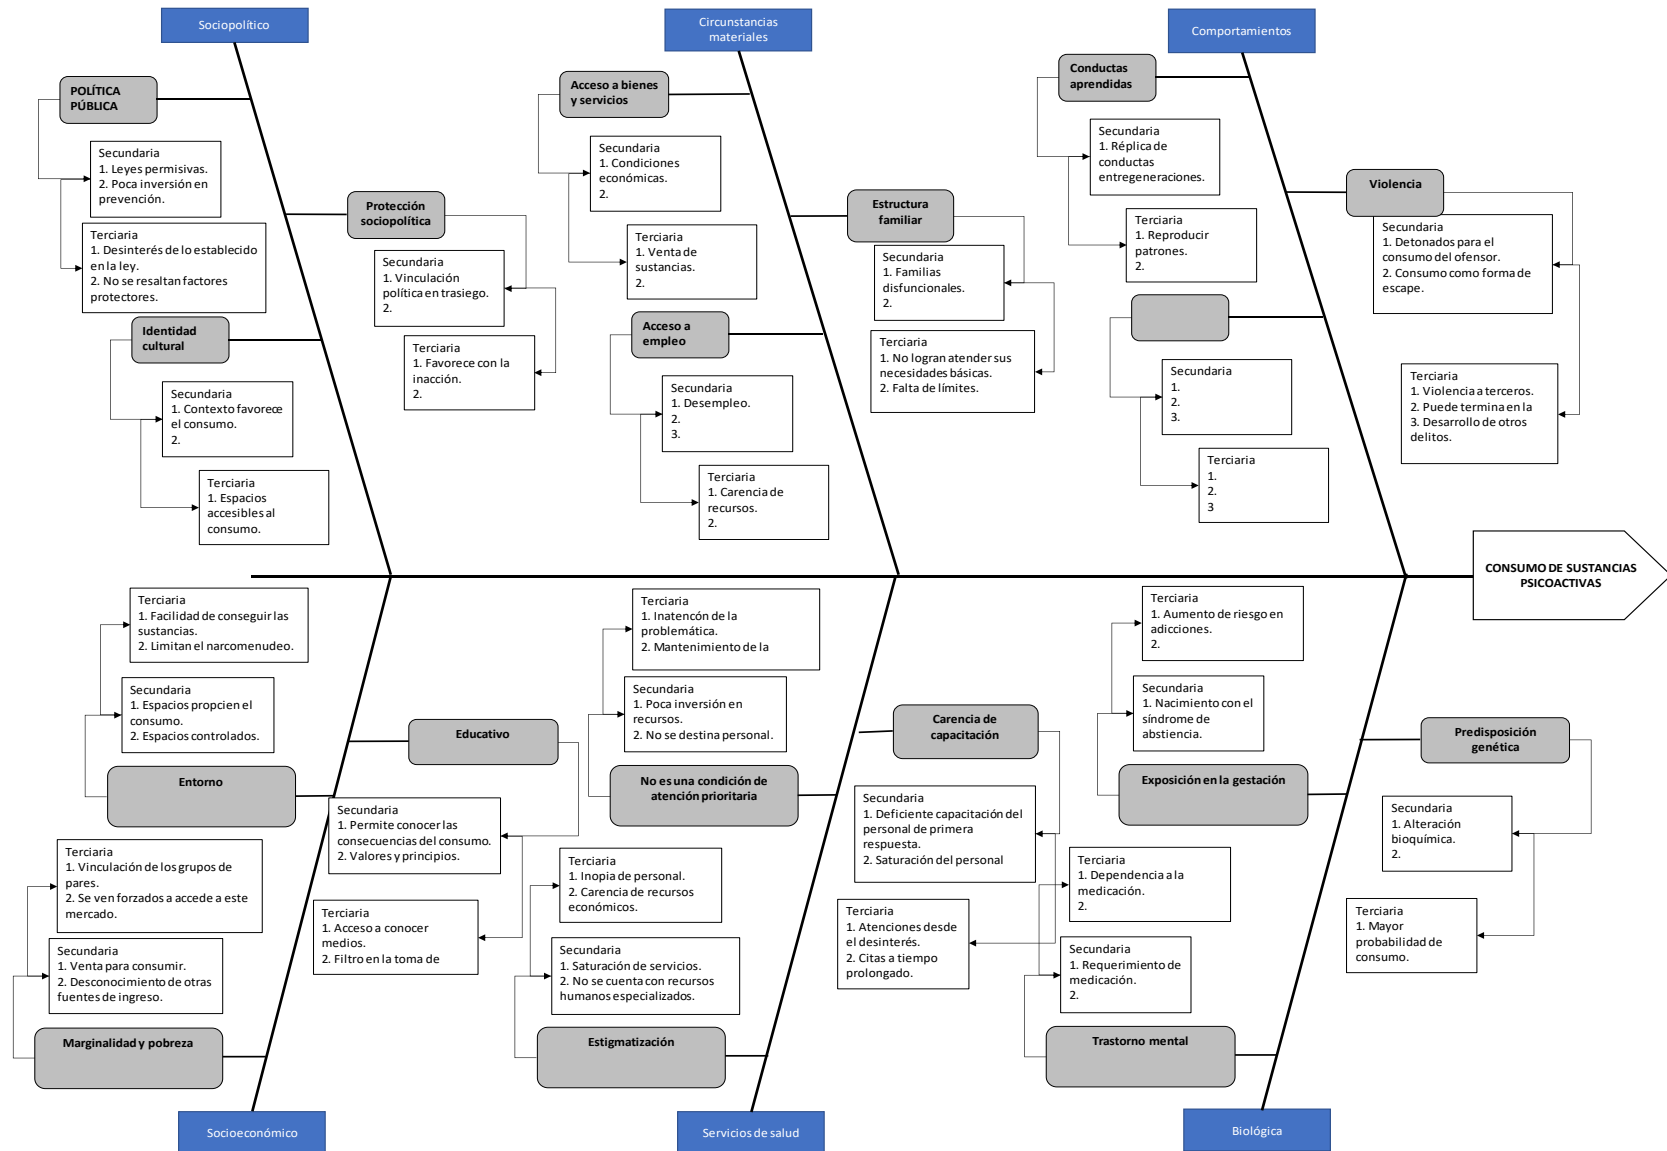 Sociopolítico
Circunstancias
materiales
Comportamientos
POLÍTICA
PÚBLICA
Secundaria
1. Leyes permisivas.
2. Poca inversión en
prevención.
Terciaria
1. Desinterés de lo establecido
en la ley.
2. No se resaltan factores
protectores.
Protección
sociopolítica
Secundaria
1. Vinculación
política en trasiego.
2.
Terciaria
1. Favorece con la
inacción.
2.
Identidad
cultural
Secundaria
1. Contexto favorece
el consumo.
2.
Terciaria
1. Espacios
accesibles al
consumo.
Acceso a bienes
y servicios
Secundaria
1. Condiciones
económicas.
2.
Terciaria
1. Venta de
sustancias.
2.
Estructura
familiar
Secundaria
1. Familias
disfuncionales.
2.
Terciaria
1. No logran atender sus
necesidades básicas.
2. Falta de límites.
Acceso a
empleo
Secundaria
1. Desempleo.
2.
3.
Terciaria
1. Carencia de
recursos.
2.
Conductas
aprendidas
Secundaria
1. Réplica de
conductas
entregeneraciones.
Terciaria
1. Reproducir
patrones.
2.
Violencia
Secundaria
1. Detonados para el
consumo del ofensor.
2. Consumo como forma de
escape.
Terciaria
1. Violencia a terceros.
2. Puede termina en la
3. Desarrollo de otros
delitos.
Secundaria
1.
2.
3.
Terciaria
1.
2.
3
CONSUMO DE SUSTANCIAS
PSICOACTIVAS
Terciaria
1. Facilidad de conseguir las
sustancias.
2. Limitan el narcomenudeo.
Secundaria
1. Espacios propcien el
consumo.
2. Espacios controlados.
Entorno
Educativo
Secundaria
1. Permite conocer las
consecuencias del consumo.
2. Valores y principios.
Terciaria
1. Acceso a conocer
medios.
2. Filtro en la toma de
Terciaria
1. Vinculación de los grupos de
pares.
2. Se ven forzados a accede a este
mercado.
Secundaria
1. Venta para consumir.
2. Desconocimiento de otras
fuentes de ingreso.
Marginalidad y pobreza
Socioeconómico
Terciaria
1. Inatencón de la
problemática.
2. Mantenimiento de la
Secundaria
1. Poca inversión en
recursos.
2. No se destina personal.
No es una condición de
atención prioritaria
Carencia de
capacitación
Secundaria
1. Deficiente capacitación del
personal de primera
respuesta.
2. Saturación del personal
Terciaria
1. Atenciones desde
el desinterés.
2. Citas a tiempo
prolongado.
Terciaria
1. Inopia de personal.
2. Carencia de recursos
económicos.
Secundaria
1. Saturación de servicios.
2. No se cuenta con recursos
humanos especializados.
Estigmatización
Servicios de salud
Terciaria
1. Aumento de riesgo en
adicciones.
2.
Secundaria
1. Nacimiento con el
síndrome de
abstiencia.
Exposición en la gestación
Predisposición
genética
Secundaria
1. Alteración
bioquímica.
2.
Terciaria
1. Mayor
probabilidad de
consumo.
Terciaria
1. Dependencia a la
medicación.
2.
Secundaria
1. Requerimiento de
medicación.
2.
Trastorno mental
Biológica